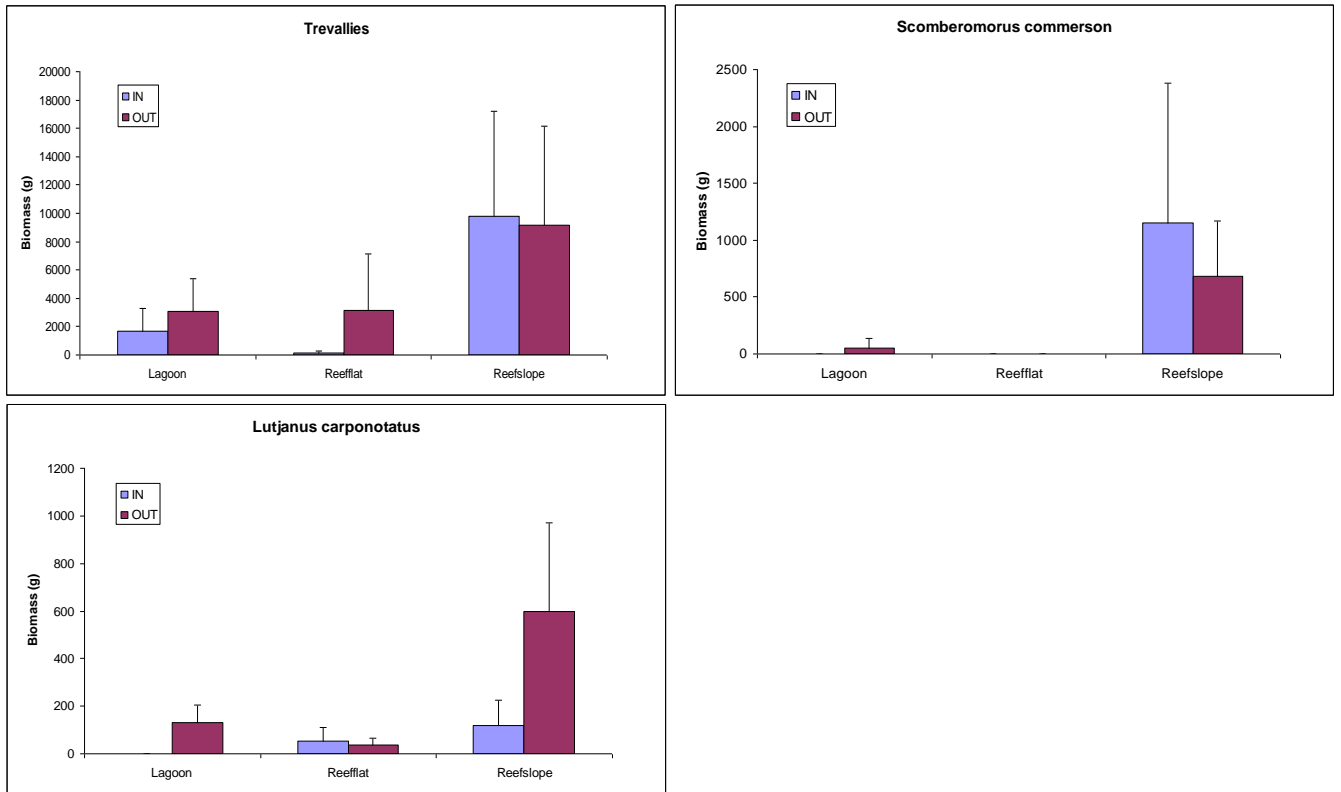 Trevallies
Biomass (g)
20000
18000
16000
14000
12000
10000
8000
6000
4000
2000
0
IN
OUT
Lagoon Reefflat Reefslope
Scomberomorus commerson
Biomass (g)
2500
2000
1500
1000
500
0
IN
OUT
Lagoon Reefflat Reefslope
Lutjanus carponotatus
Biomass (g)
1200
1000
800
600
400
200
0
IN
OUT
Lagoon Reefflat Reefslope